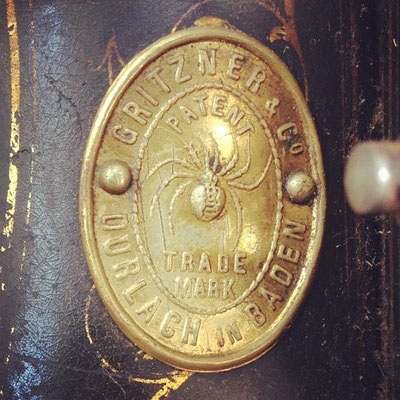 GRITZNER & Co
PATENT
TRADE
MARK
DURLACH IN BADEN